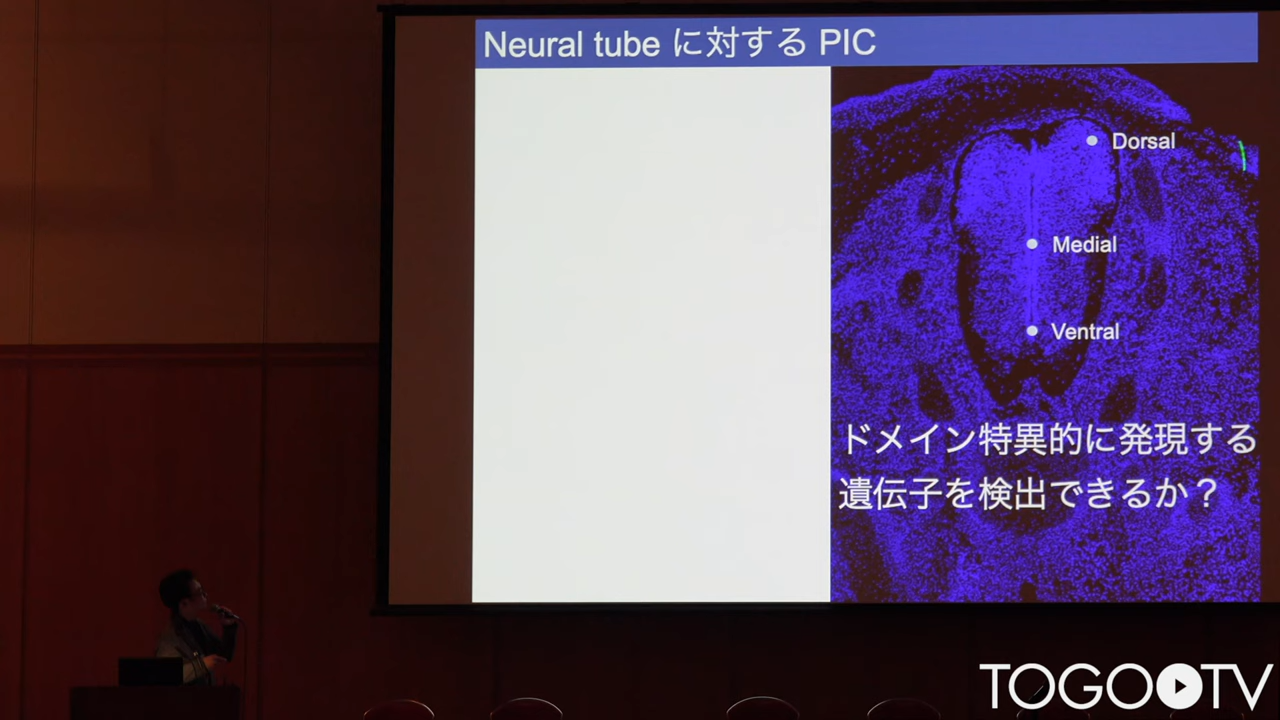 Neural tube に対する PIC
Dorsal
Medial
Ventral
ドメイン特異的に発現する
遺伝子を検出できるか？
TOGOTV